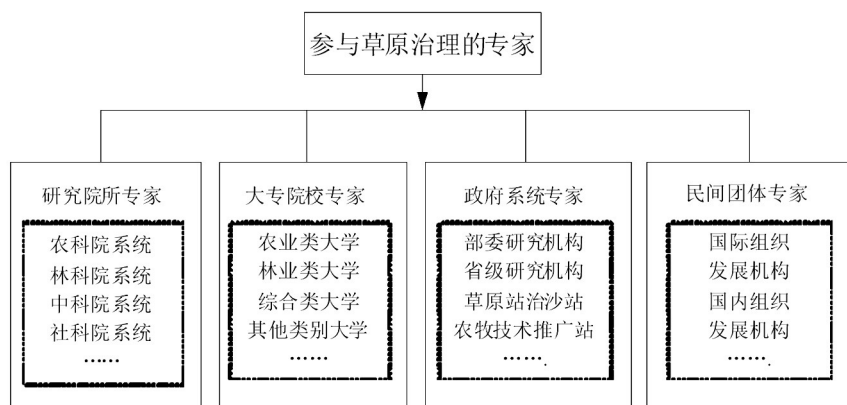 参与草原治理的专家
研究院所专家
农科院系统
林科院系统
中科院系统
社科院系统
……
大专院校专家
农业类大学
林业类大学
综合类大学
其他类别大学
……
政府系统专家
部委研究机构
省级研究机构
草原站治沙站
农牧技术推广站
…….
民间团体专家
国际组织
发展机构
国内组织
发展机构
…….